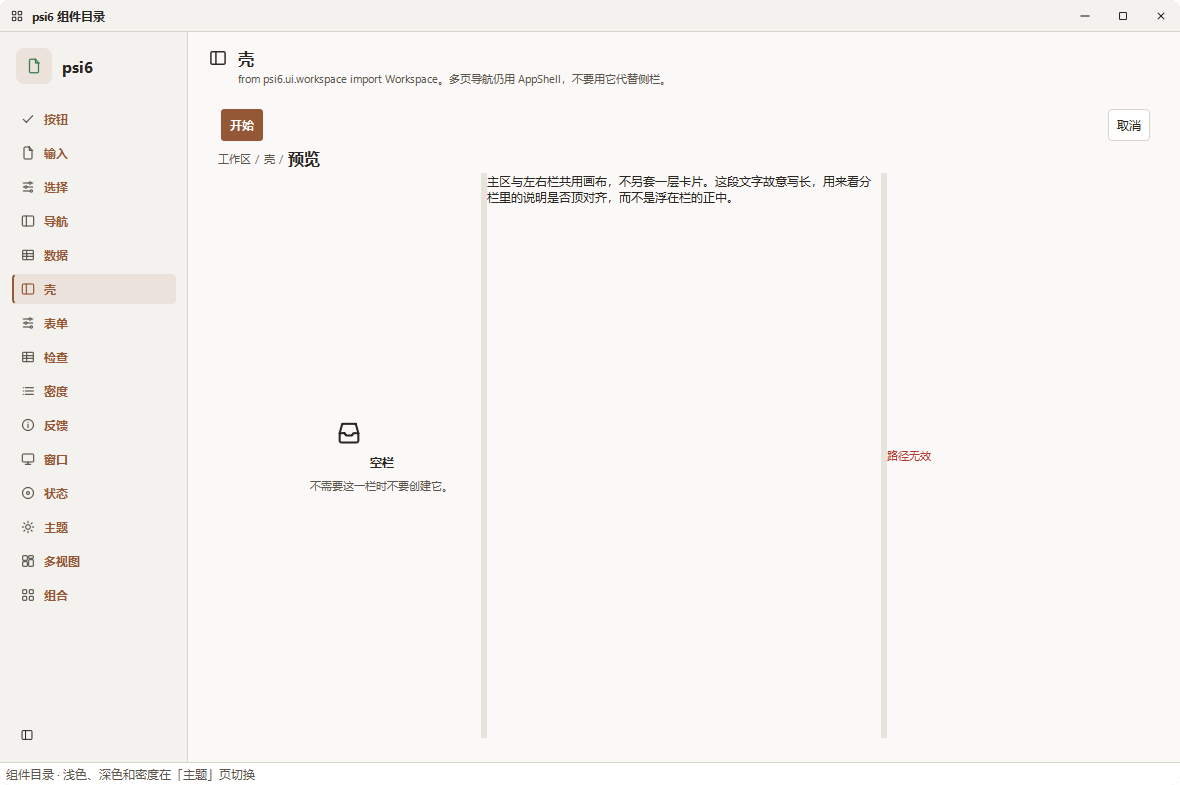 psi6 组件目录
psi6
按钮
输入
选择
导航
数据
壳
表单
检查
密度
反馈
窗口
状态
主题
多视图
组合
壳
from psi6.ui.workspace import Workspace。多页导航仍用 AppShell，不要用它代替侧栏。
开始
取消
工作区 / 壳 / 预览
空栏
不需要这一栏时不要创建它。
主区与左右栏共用画布，不另套一层卡片。这段文字故意写长，用来看分
栏里的说明是否顶对齐，而不是浮在栏的正中。
路径无效
组件目录 · 浅色、深色和密度在「主题」页切换